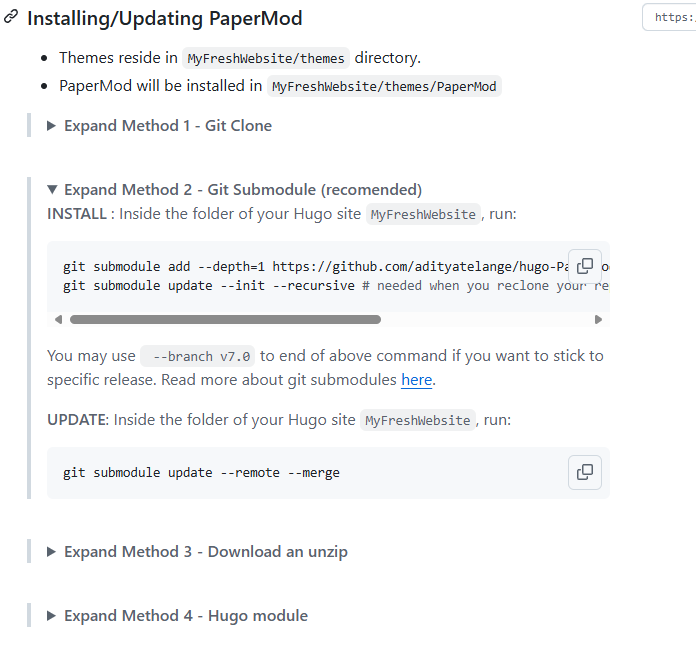 Installing/Updating PaperMod
https:
Themes reside in MyFreshWebsite/themes directory.
PaperMod will be installed in MyFreshWebsite/themes/PaperMod
Expand Method 1 - Git Clone
Expand Method 2 - Git Submodule (recomended)
INSTALL : Inside the folder of your Hugo site MyFreshWebsite, run:
git submodule add --depth=1 https://github.com/adityatelange/hugo-Pa
git submodule update --init --recursive # needed when you reclone your re
You may use --branch v7.0 to end of above command if you want to stick to
specific release. Read more about git submodules here.
UPDATE: Inside the folder of your Hugo site MyFreshWebsite, run:
git submodule update --remote --merge
Expand Method 3 - Download an unzip
Expand Method 4 - Hugo module